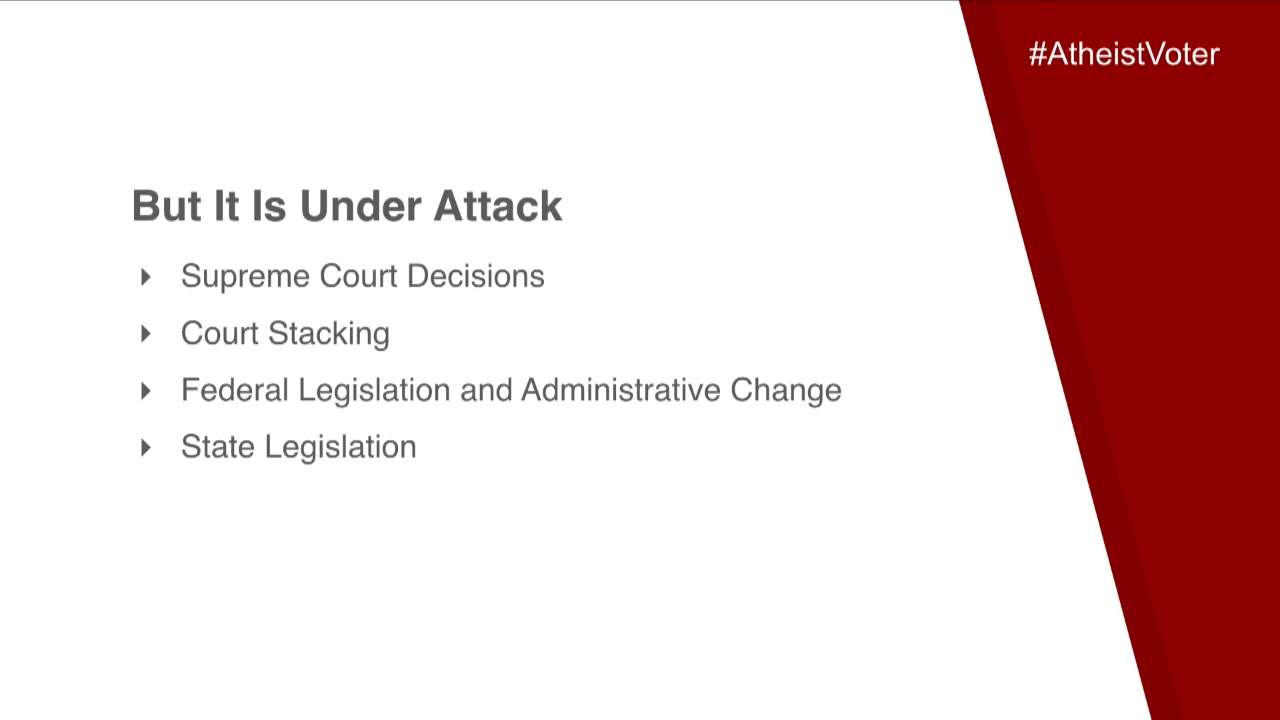 #AtheistVoter
But It Is Under Attack
Supreme Court Decisions
Court Stacking
Federal Legislation and Administrative Change
State Legislation